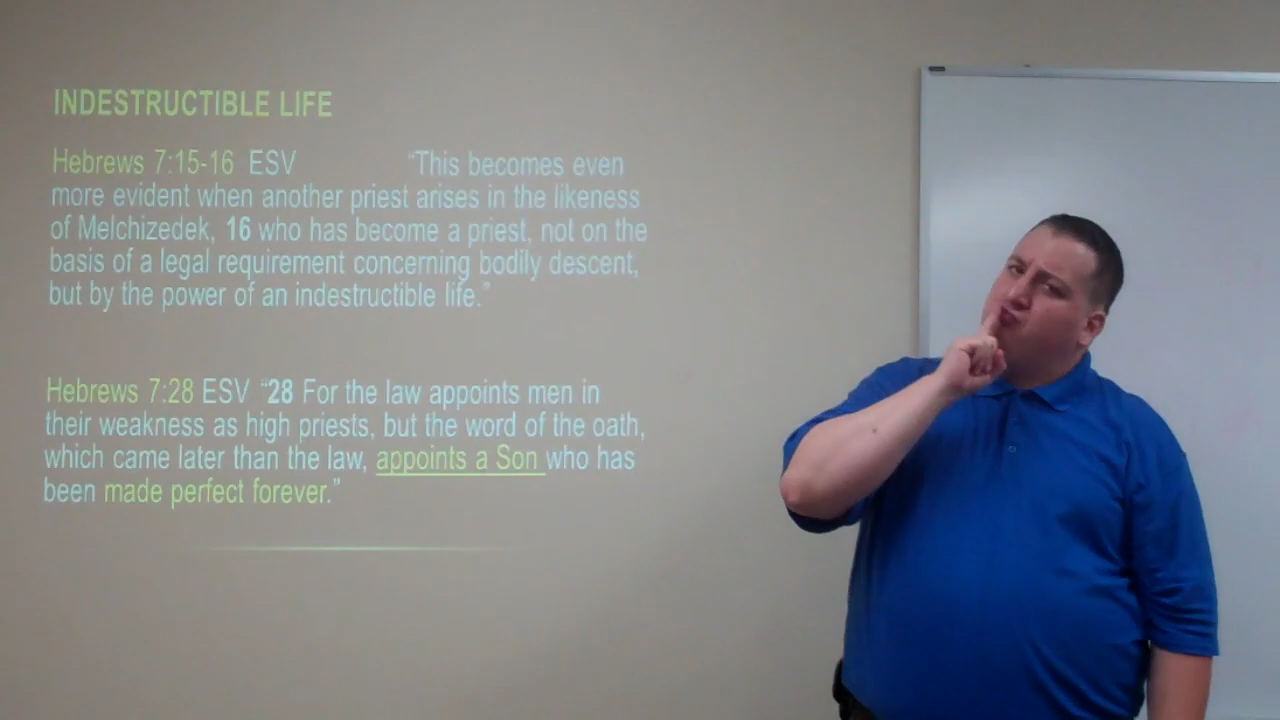 INDESTRUCTIBLE LIFE
Hebrews 7:15-16 ESV “This becomes even
more evident when another priest arises in the likeness
of Melchizedek, 16 who has become a priest, not on the
basis of a legal requirement concerning bodily descent,
but by the power of an indestructible life.”
Hebrews 7:28 ESV “28 For the law appoints men in
their weakness as high priests, but the word of the oath,
which came later than the law, appoints a Son who has
been made perfect forever.”